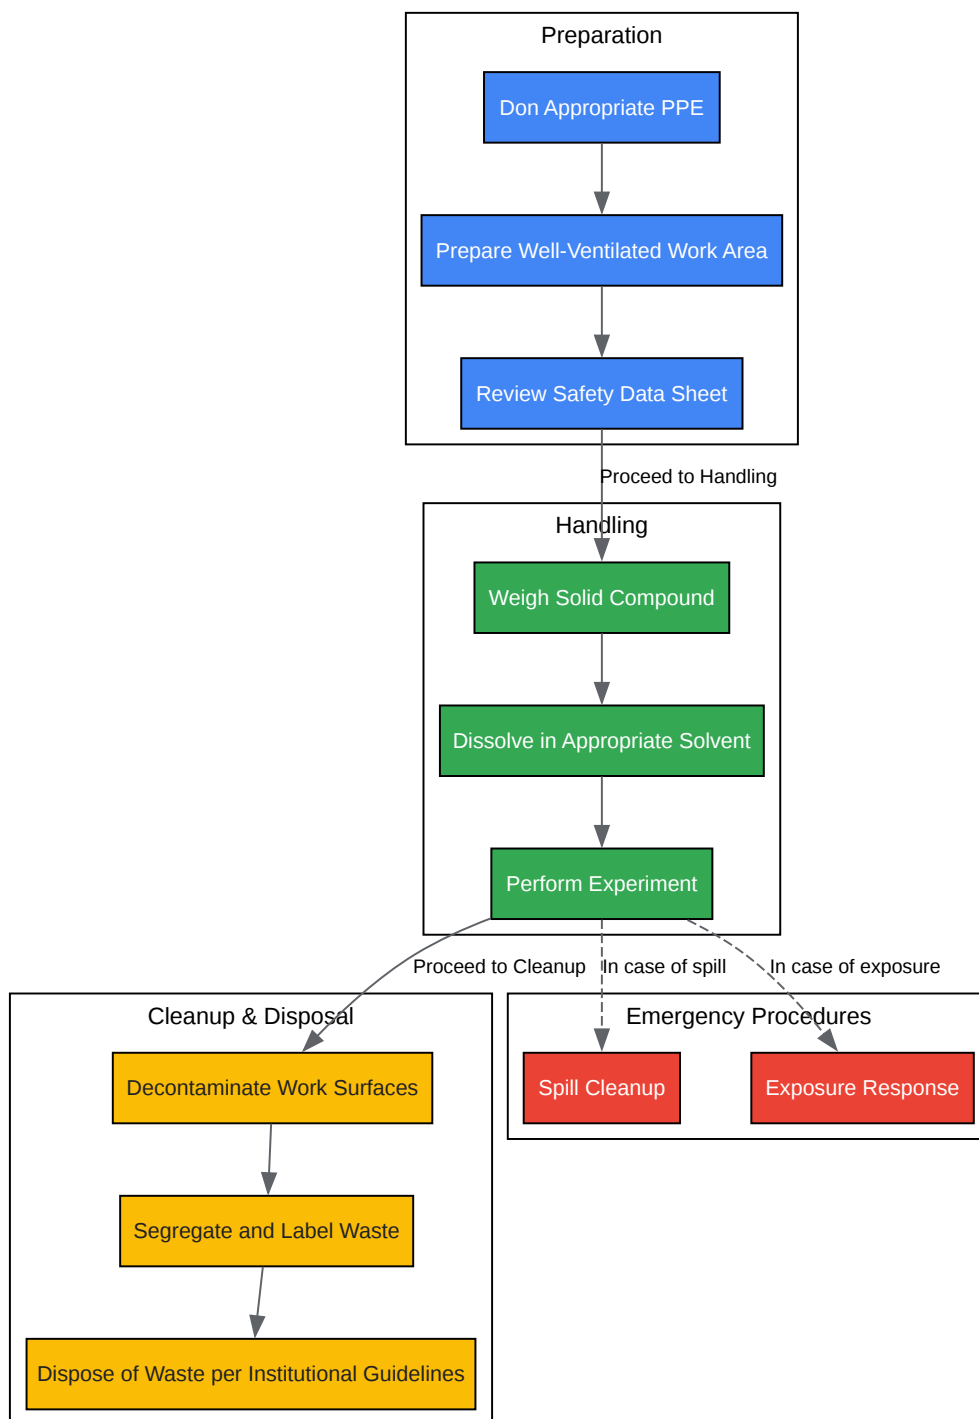 Preparation
Don Appropriate PPE
Prepare Well-Ventilated Work Area
Review Safety Data Sheet
Proceed to Handling
Handling
Weigh Solid Compound
Dissolve in Appropriate Solvent
Perform Experiment
Proceed to Cleanup
In case of spill
In case of exposure
Cleanup & Disposal
Emergency Procedures
Decontaminate Work Surfaces
Spill Cleanup
Exposure Response
Segregate and Label Waste
Dispose of Waste per Institutional Guidelines